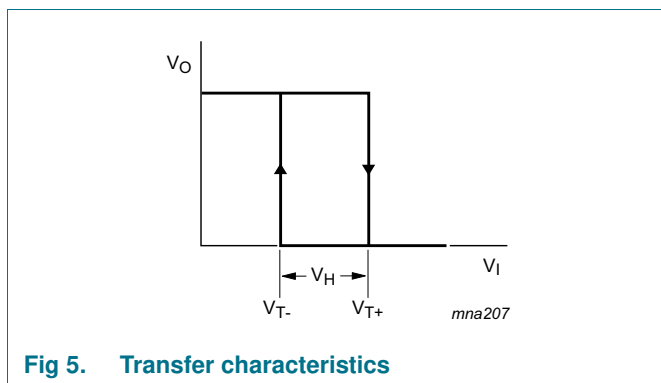 VO
VH
VI
VT- VT+
mna207
Fig 5. Transfer characteristics